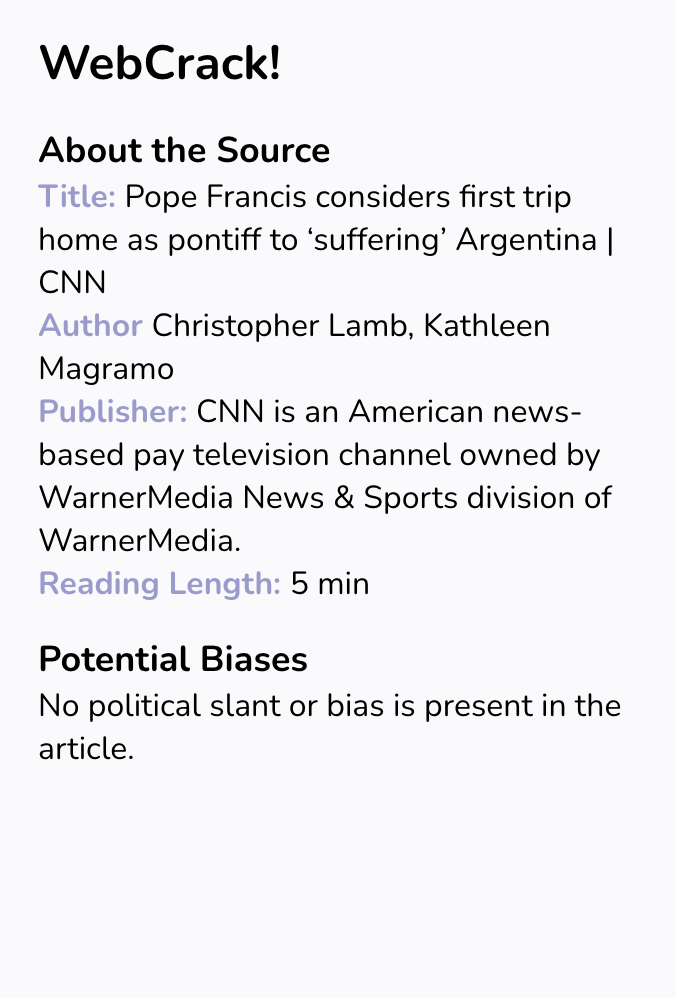 WebCrack!
About the Source
Title: Pope Francis considers first trip
home as pontiff to ‘suffering’ Argentina |
CNN
Author Christopher Lamb, Kathleen
Magramo
Publisher: CNN is an American news-
based pay television channel owned by
WarnerMedia News & Sports division of
WarnerMedia.
Reading Length: 5 min
Potential Biases
No political slant or bias is present in the
article.